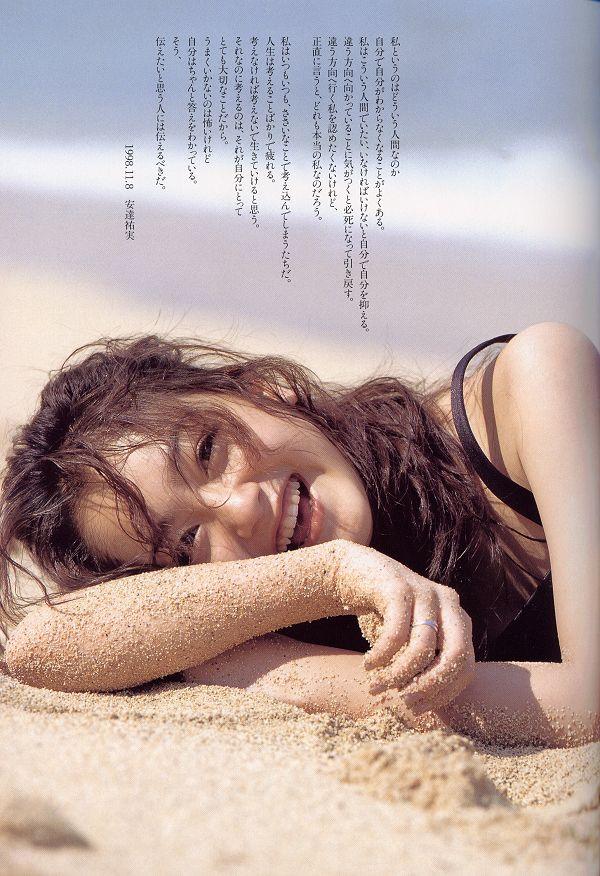 私というのはどういう人間なのか
自分で自分がわからなくなることがよくある。
私はこういう人間でいたい、いなければいけないと自分で自分を抑える。
違う方向へ向かっていることに気がつくと必死になって引き戻す。
違う方向へ行く私を認めたくないけれど、
正直に言うと、どれも本当の私なのだろう。
私はいつもいつも、ささいなことで考え込んでしまうたちだ。
人生は考えることばかりで疲れる。
考えなければ考えないで生きていけると思う。
それなのに考えるのは、それが自分にとって
とても大切なことだから。
うまくいかないのは怖いけれど
自分はちゃんと答えをわかっている。
そう、
伝えたいと思う人には伝えるべきだ。
1998.11.8 安達祐実